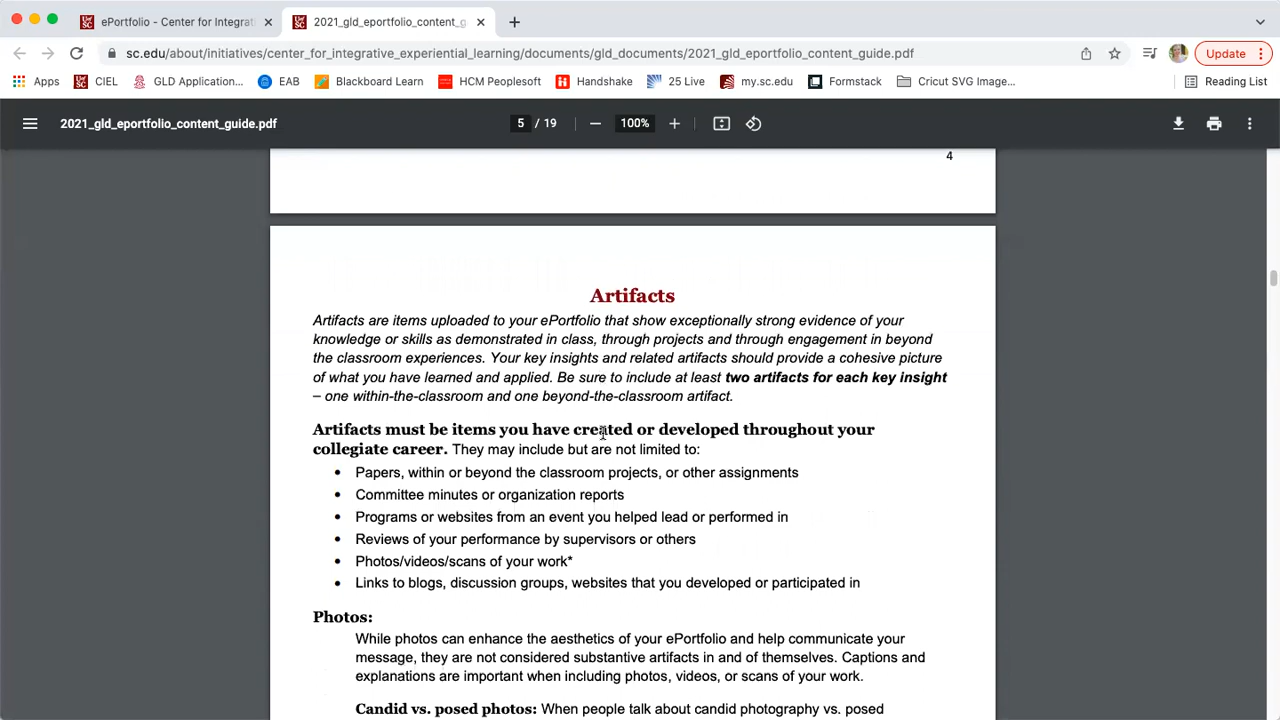 ePortfolio - Center for Integrati
2021_gld_eportfolio_content_g
sc.edu/about/initiatives/center_for_integrative_experiential_learning/documents/gld_documents/2021_gld_eportfolio_content_guide.pdf
Update
Apps
CIEL
GLD Application...
EAB
Blackboard Learn
HCM Peoplesoft
Handshake
25 Live
my.sc.edu
Formstack
Cricut SVG Image...
Reading List
2021_gld_eportfolio_content_guide.pdf
5 / 19
100%
4
Artifacts
Artifacts are items uploaded to your ePortfolio that show exceptionally strong evidence of your
knowledge or skills as demonstrated in class, through projects and through engagement in beyond
the classroom experiences. Your key insights and related artifacts should provide a cohesive picture
of what you have learned and applied. Be sure to include at least two artifacts for each key insight
– one within-the-classroom and one beyond-the-classroom artifact.
Artifacts must be items you have created or developed throughout your
collegiate career. They may include but are not limited to:
• Papers, within or beyond the classroom projects, or other assignments
• Committee minutes or organization reports
• Programs or websites from an event you helped lead or performed in
• Reviews of your performance by supervisors or others
• Photos/videos/scans of your work*
• Links to blogs, discussion groups, websites that you developed or participated in
Photos:
While photos can enhance the aesthetics of your ePortfolio and help communicate your
message, they are not considered substantive artifacts in and of themselves. Captions and
explanations are important when including photos, videos, or scans of your work.
Candid vs. posed photos: When people talk about candid photography vs. posed